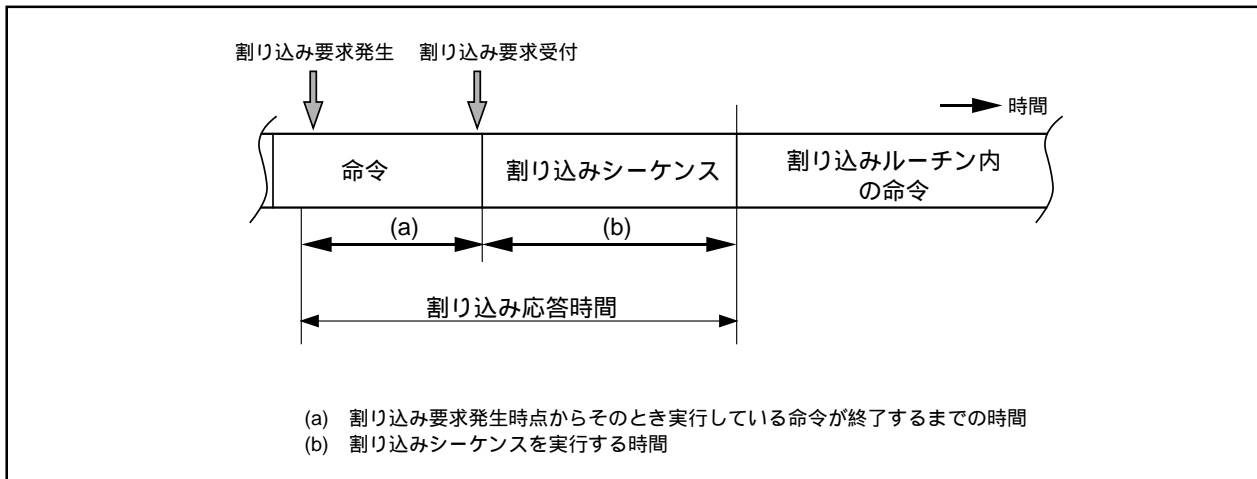 割り込み要求発生 割り込み要求受付
時間
命令 割り込みシーケンス 割り込みルーチン内
の命令
(a) (b)
割り込み応答時間
(a) 割り込み要求発生時点からそのとき実行している命令が終了するまでの時間
(b) 割り込みシーケンスを実行する時間